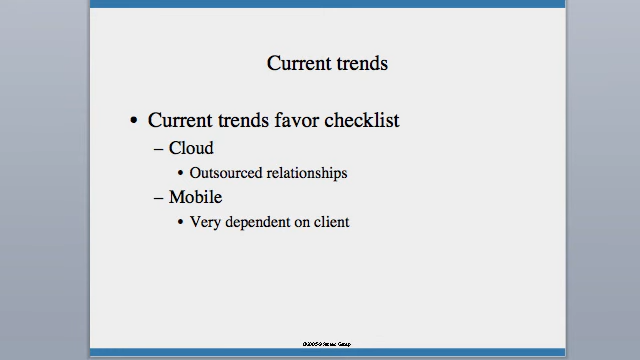 Current trends
• Current trends favor checklist
– Cloud
• Outsourced relationships
– Mobile
• Very dependent on client